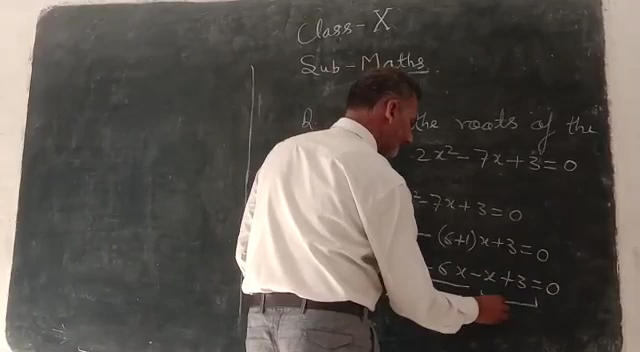 Class - X
Sub - Maths.
Q. the roots of the
2x² - 7x + 3 = 0
² - 7x + 3 = 0
- (6+1)x + 3 = 0
- 6x - x + 3 = 0